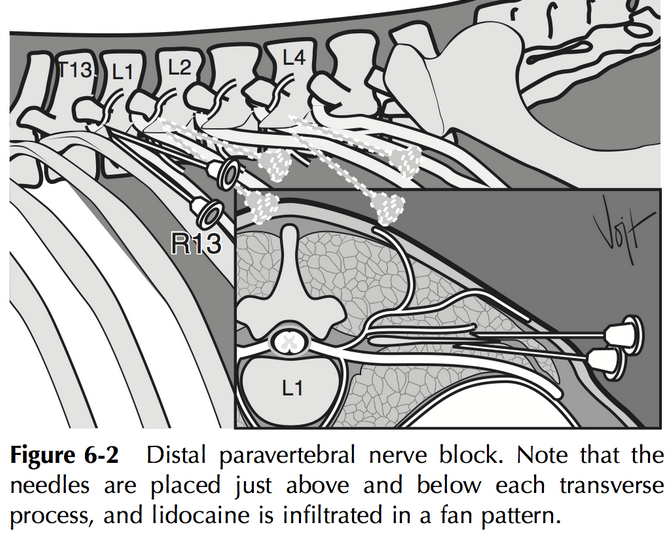 T13
L1
L2
L4
R13
L1
Figure 6-2 Distal paravertebral nerve block. Note that the
needles are placed just above and below each transverse
process, and lidocaine is infiltrated in a fan pattern.